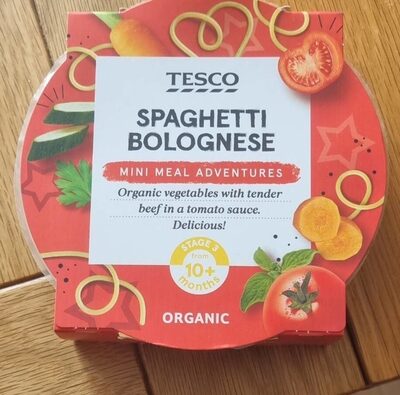 TESCO
SPAGHETTI
BOLOGNESE
MINI MEAL ADVENTURES
Organic vegetables with tender
beef in a tomato sauce.
Delicious!
STAGE 3
from
10+
months
ORGANIC